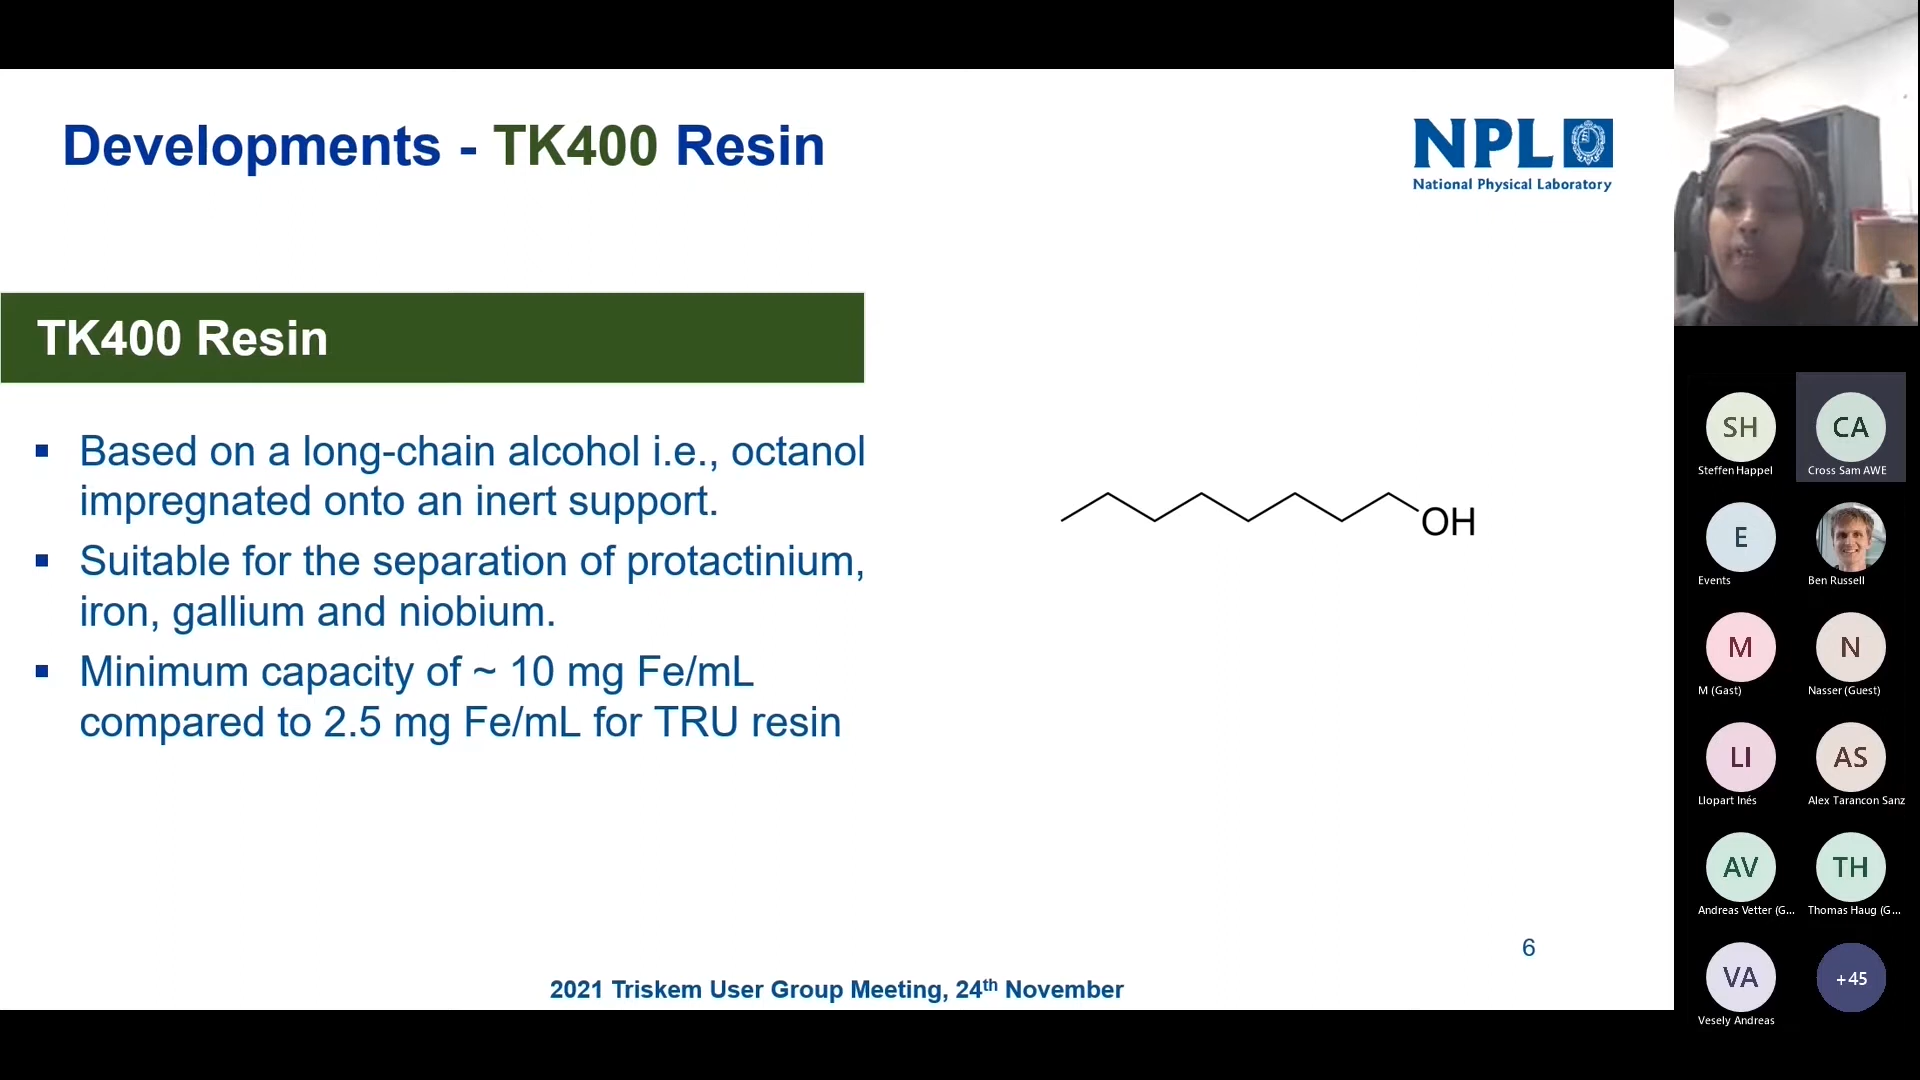 Developments - TK400 Resin
NPL
National Physical Laboratory
TK400 Resin
▪ Based on a long-chain alcohol i.e., octanol
impregnated onto an inert support.
▪ Suitable for the separation of protactinium,
iron, gallium and niobium.
▪ Minimum capacity of ~ 10 mg Fe/mL
compared to 2.5 mg Fe/mL for TRU resin
OH
6
2021 Triskem User Group Meeting, 24th November
SH
Steffen Happel
CA
Cross Sam AWE
E
Events
Ben Russell
M
M (Gast)
N
Nasser (Guest)
LI
Llopart Inés
AS
Alex Tarancon Sanz
AV
Andreas Vetter (G...
TH
Thomas Haug (G...
VA
Vesely Andreas
+45